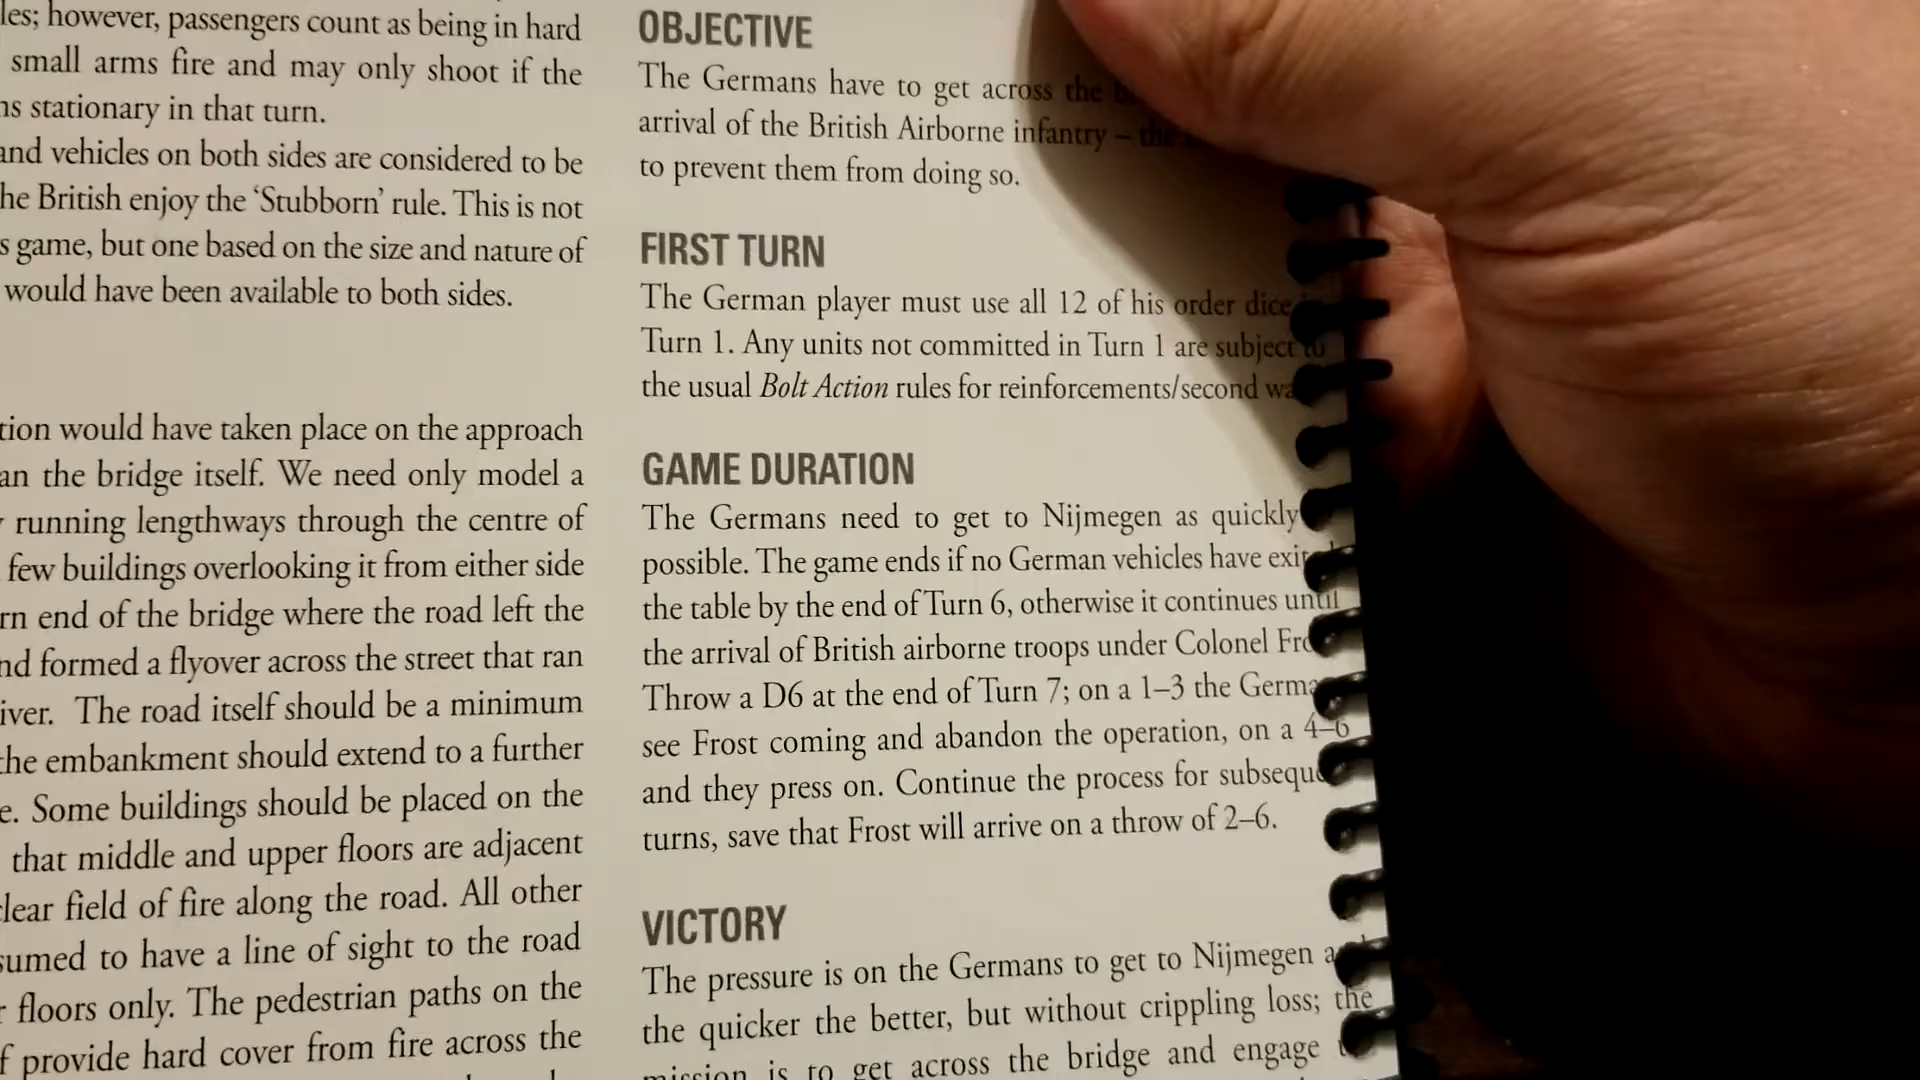 les; however, passengers count as being in hard
small arms fire and may only shoot if the
ns stationary in that turn.
and vehicles on both sides are considered to be
he British enjoy the ‘Stubborn’ rule. This is not
s game, but one based on the size and nature of
would have been available to both sides.
tion would have taken place on the approach
an the bridge itself. We need only model a
running lengthways through the centre of
few buildings overlooking it from either side
rn end of the bridge where the road left the
nd formed a flyover across the street that ran
iver. The road itself should be a minimum
the embankment should extend to a further
e. Some buildings should be placed on the
that middle and upper floors are adjacent
clear field of fire along the road. All other
sumed to have a line of sight to the road
r floors only. The pedestrian paths on the
f provide hard cover from fire across the
OBJECTIVE
The Germans have to get across the
arrival of the British Airborne infantry – the
to prevent them from doing so.
FIRST TURN
The German player must use all 12 of his order dice
Turn 1. Any units not committed in Turn 1 are subject to
the usual Bolt Action rules for reinforcements/second
GAME DURATION
The Germans need to get to Nijmegen as quickly
possible. The game ends if no German vehicles have
the table by the end of Turn 6, otherwise it continues until
the arrival of British airborne troops under Colonel
Throw a D6 at the end of Turn 7; on a 1–3 the
see Frost coming and abandon the operation, on a 4–6
and they press on. Continue the process for
turns, save that Frost will arrive on a throw of 2–6.
VICTORY
The pressure is on the Germans to get to Nijmegen
the quicker the better, but without crippling loss; the
mission is to get across the bridge and engage